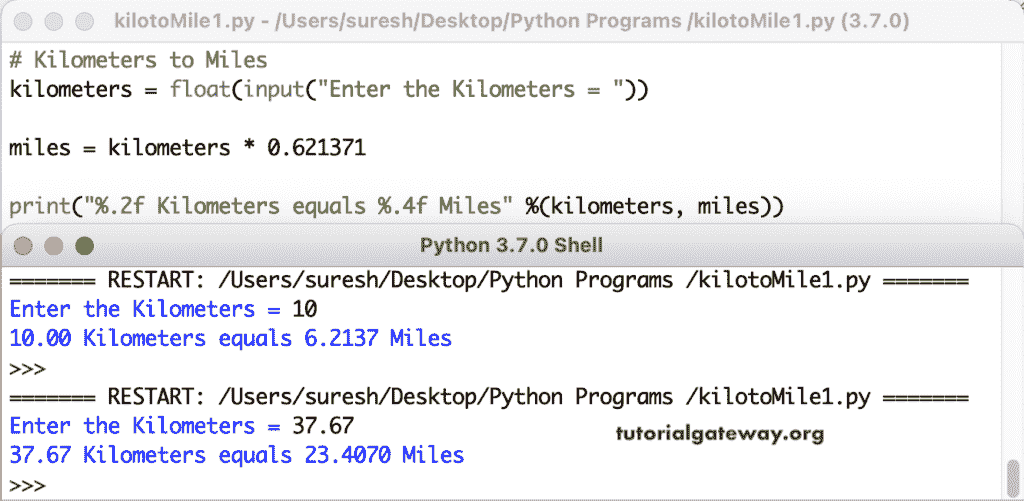 kilotoMile1.py - /Users/suresh/Desktop/Python Programs /kilotoMile1.py (3.7.0)
# Kilometers to Miles
kilometers = float(input("Enter the Kilometers = "))
miles = kilometers * 0.621371
print("%.2f Kilometers equals %.4f Miles" %(kilometers, miles))
Python 3.7.0 Shell
======= RESTART: /Users/suresh/Desktop/Python Programs /kilotoMile1.py =======
Enter the Kilometers = 10
10.00 Kilometers equals 6.2137 Miles
>>>
======= RESTART: /Users/suresh/Desktop/Python Programs /kilotoMile1.py =======
Enter the Kilometers = 37.67
tutorialgateway.org
37.67 Kilometers equals 23.4070 Miles
>>>